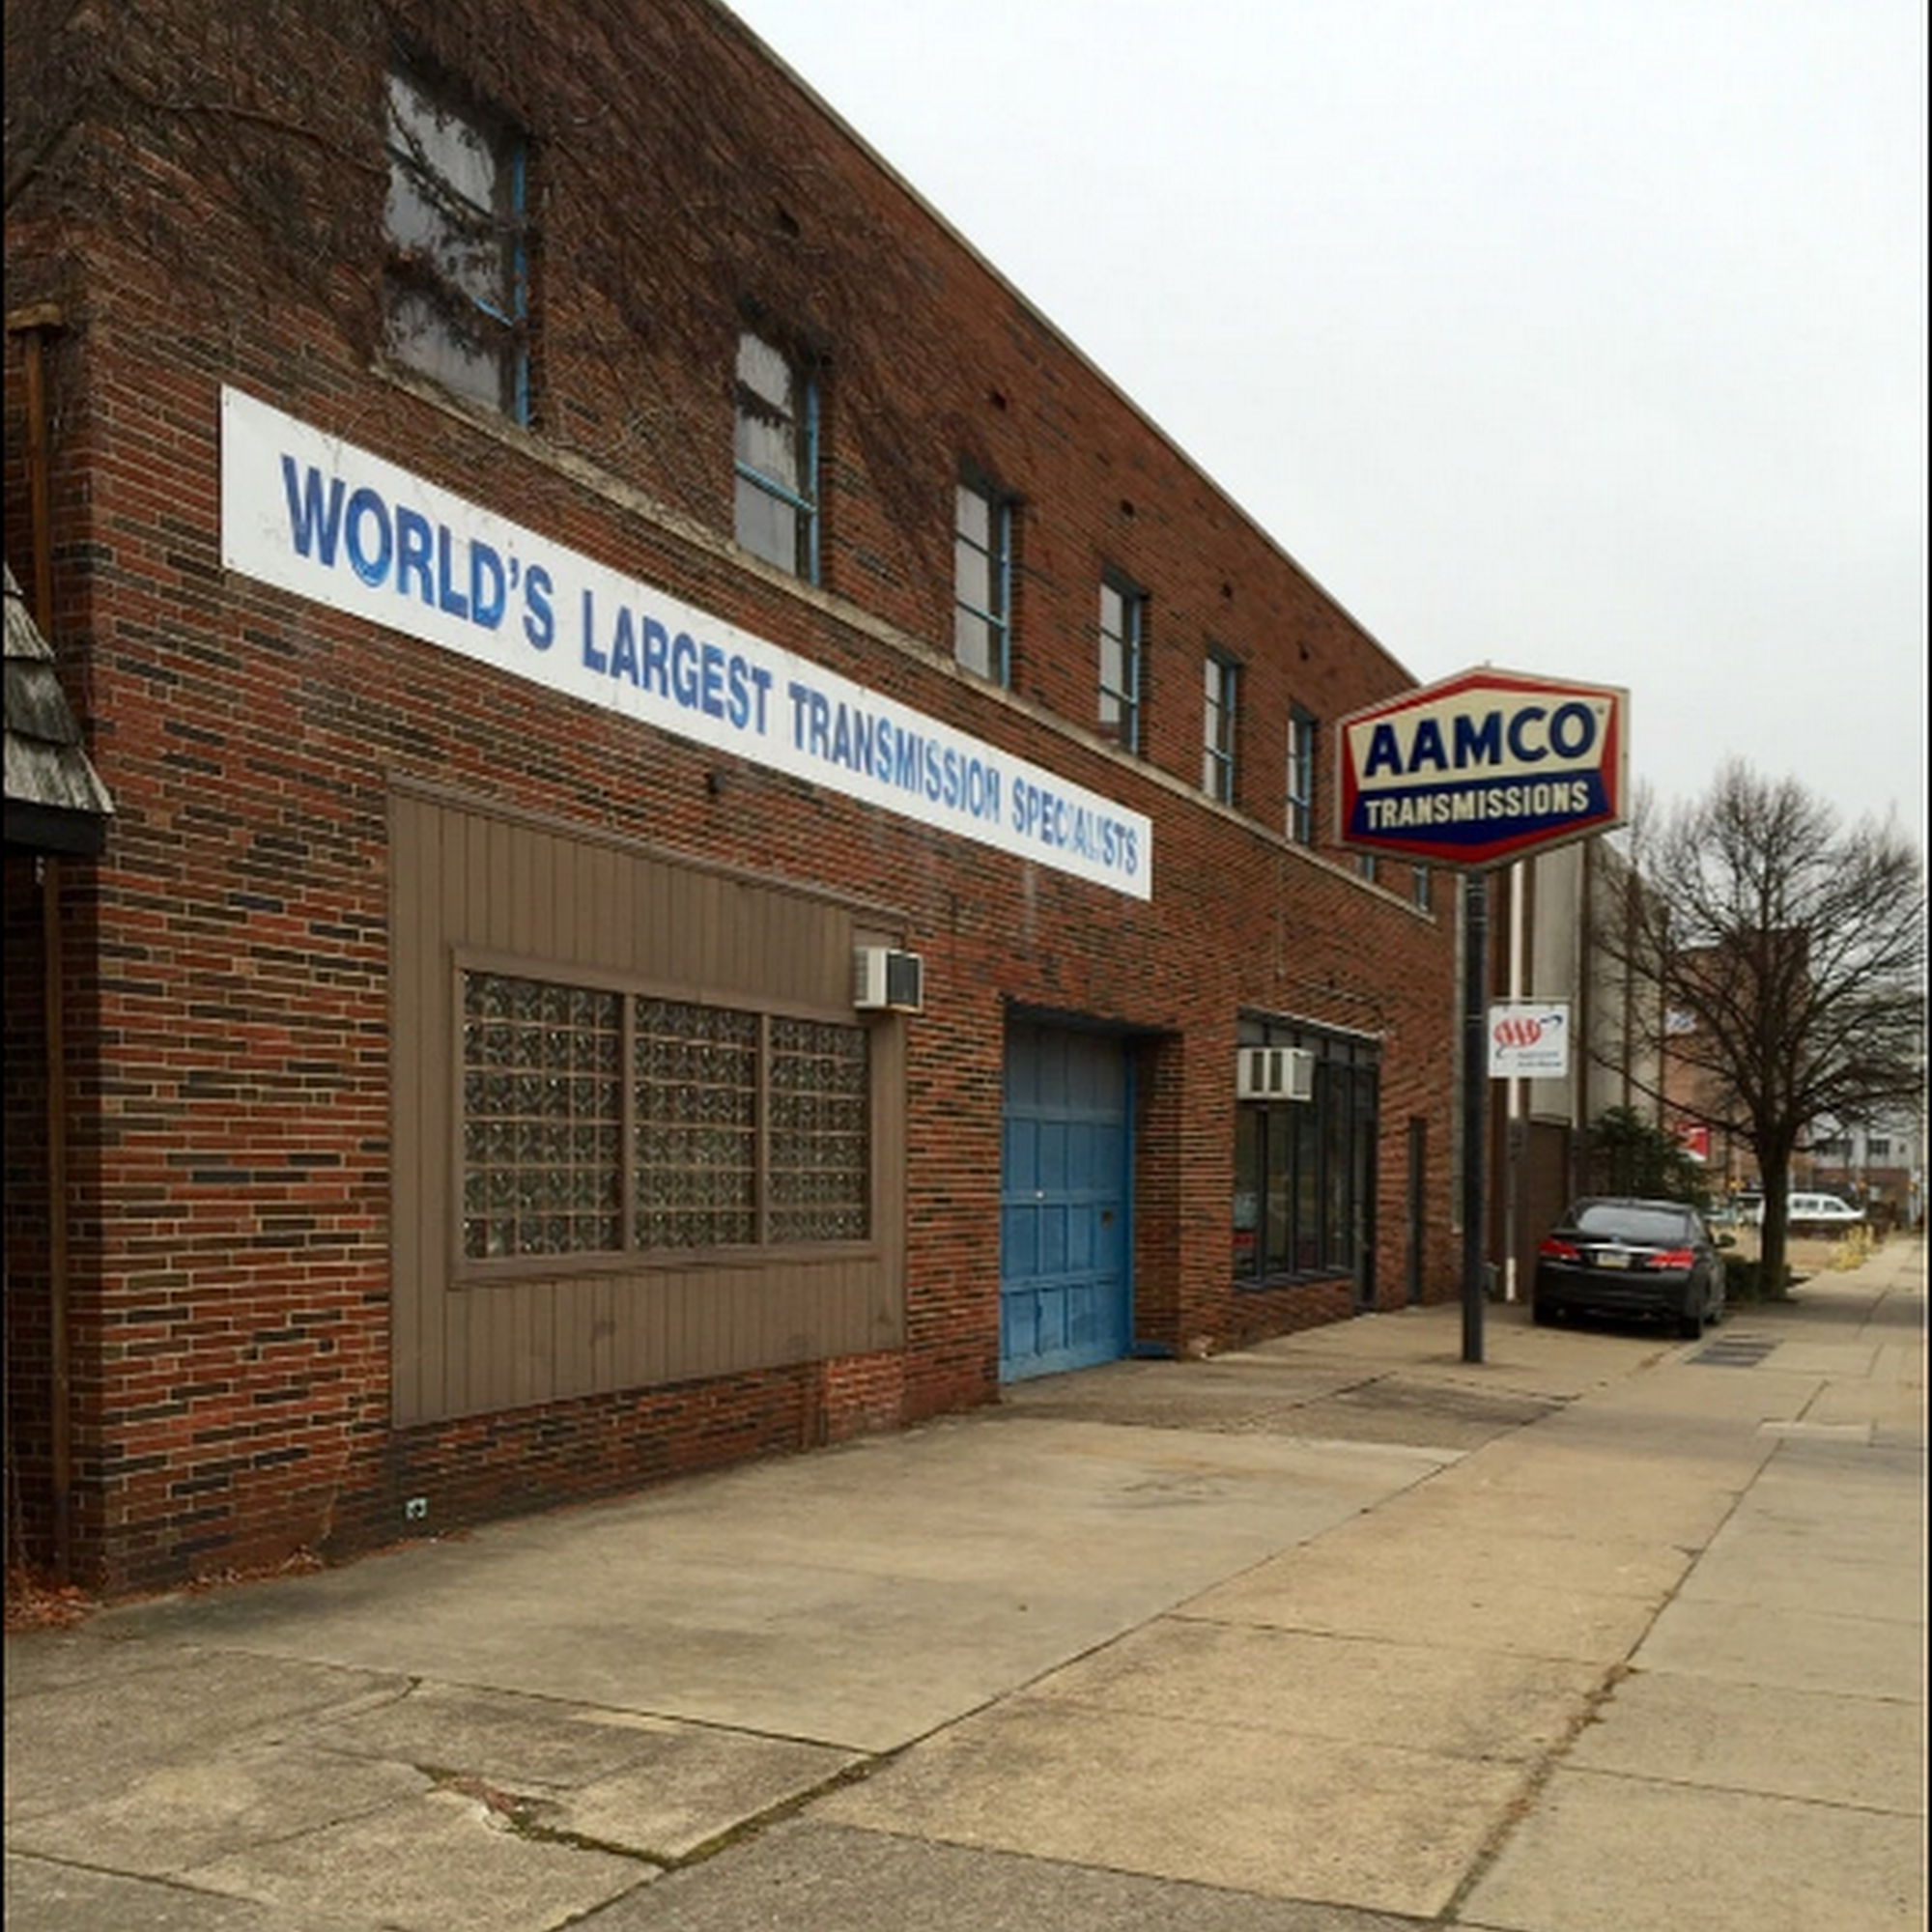 WORLD'S LARGEST TRANSMISSION SPECIALISTS
AAMCO
TRANSMISSIONS
AAA